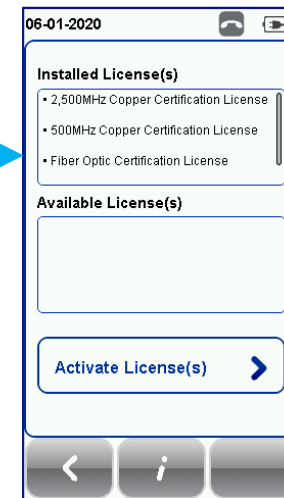 06-01-2020
Installed License(s)
• 2,500MHz Copper Certification License
• 500MHz Copper Certification License
• Fiber Optic Certification License
Available License(s)
Activate License(s)
i